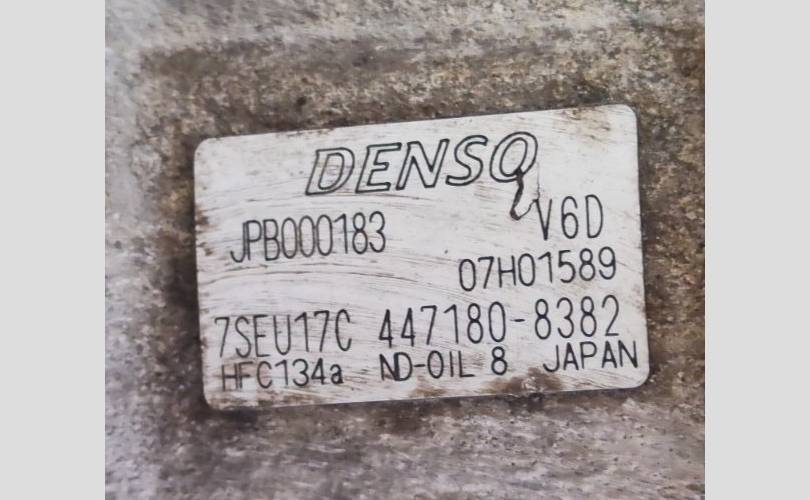 DENSO
JPB000183 V6D
07H01589
7SEU17C 447180-8382
HFC134a ND-OIL 8 JAPAN